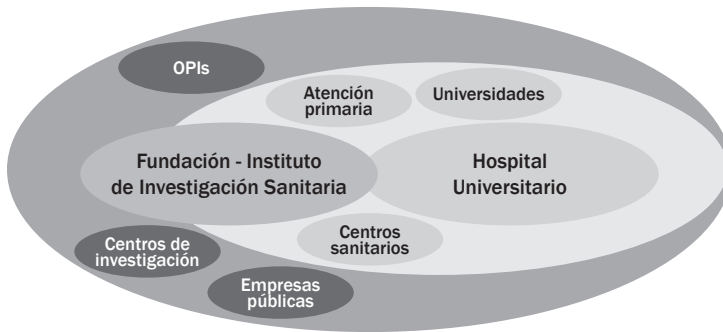 OPIs
Atención
primaria
Universidades
Fundación - Instituto
de Investigación Sanitaria
Hospital
Universitario
Centros
sanitarios
Centros de
investigación
Empresas
públicas